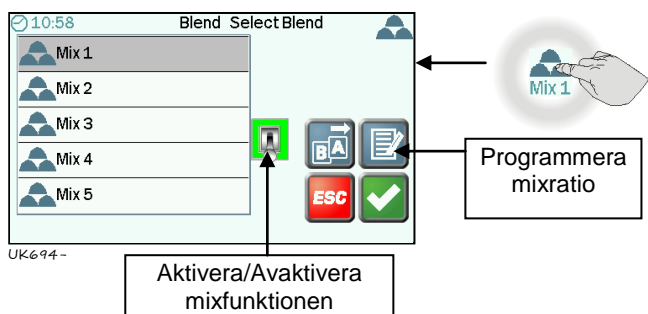 10:58 Blend Select Blend
Mix 1
Mix 2
Mix 3
Mix 4
Mix 5
BA
ESC
Mix 1
Programmera
mixratio
UK694-
Aktivera/Avaktivera
mixfunktionen